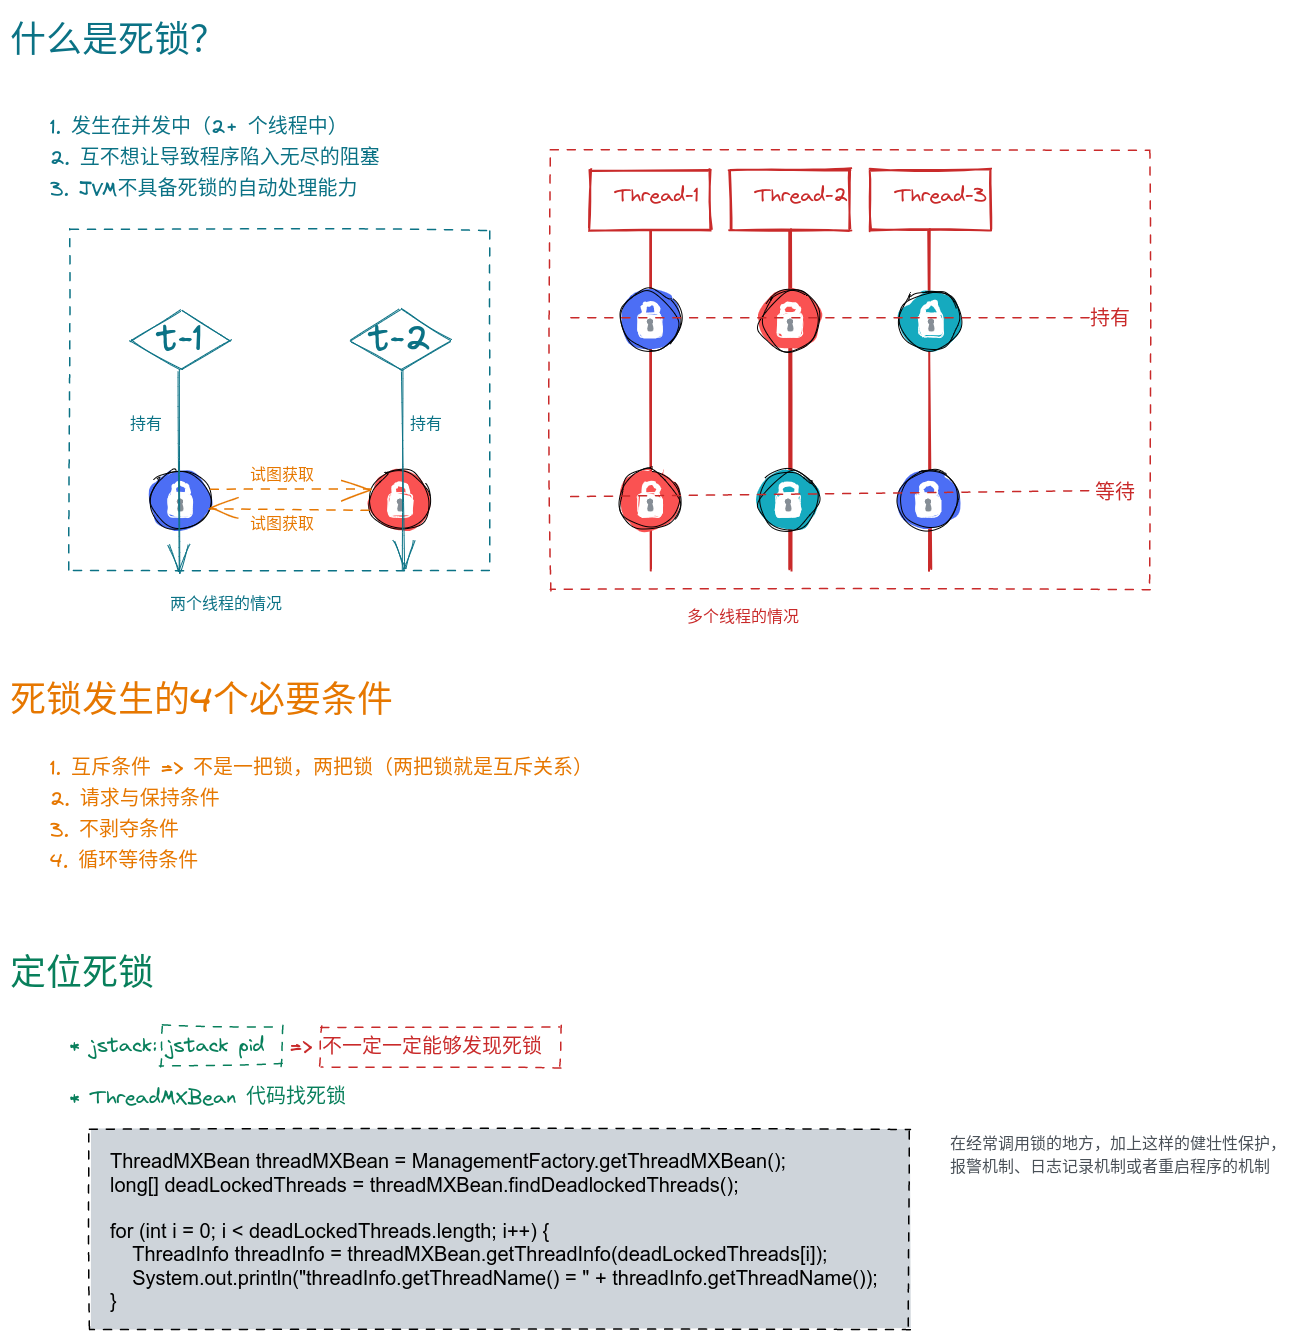 什么是死锁？
1. 发生在并发中（2+ 个线程中）
2. 互不想让导致程序陷入无尽的阻塞
3. JVM不具备死锁的自动处理能力
t-1
t-2
持有
持有
试图获取
试图获取
两个线程的情况
Thread-1
Thread-2
Thread-3
持有
等待
多个线程的情况
死锁发生的4个必要条件
1. 互斥条件 => 不是一把锁，两把锁（两把锁就是互斥关系）
2. 请求与保持条件
3. 不剥夺条件
4. 循环等待条件
定位死锁
* jstack: jstack pid => 不一定一定能够发现死锁
* ThreadMXBean 代码找死锁
ThreadMXBean threadMXBean = ManagementFactory.getThreadMXBean();
long[] deadLockedThreads = threadMXBean.findDeadlockedThreads();
for (int i = 0; i < deadLockedThreads.length; i++) {
ThreadInfo threadInfo = threadMXBean.getThreadInfo(deadLockedThreads[i]);
System.out.println("threadInfo.getThreadName() = " + threadInfo.getThreadName());
}
在经常调用锁的地方，加上这样的健壮性保护，
报警机制、日志记录机制或者重启程序的机制